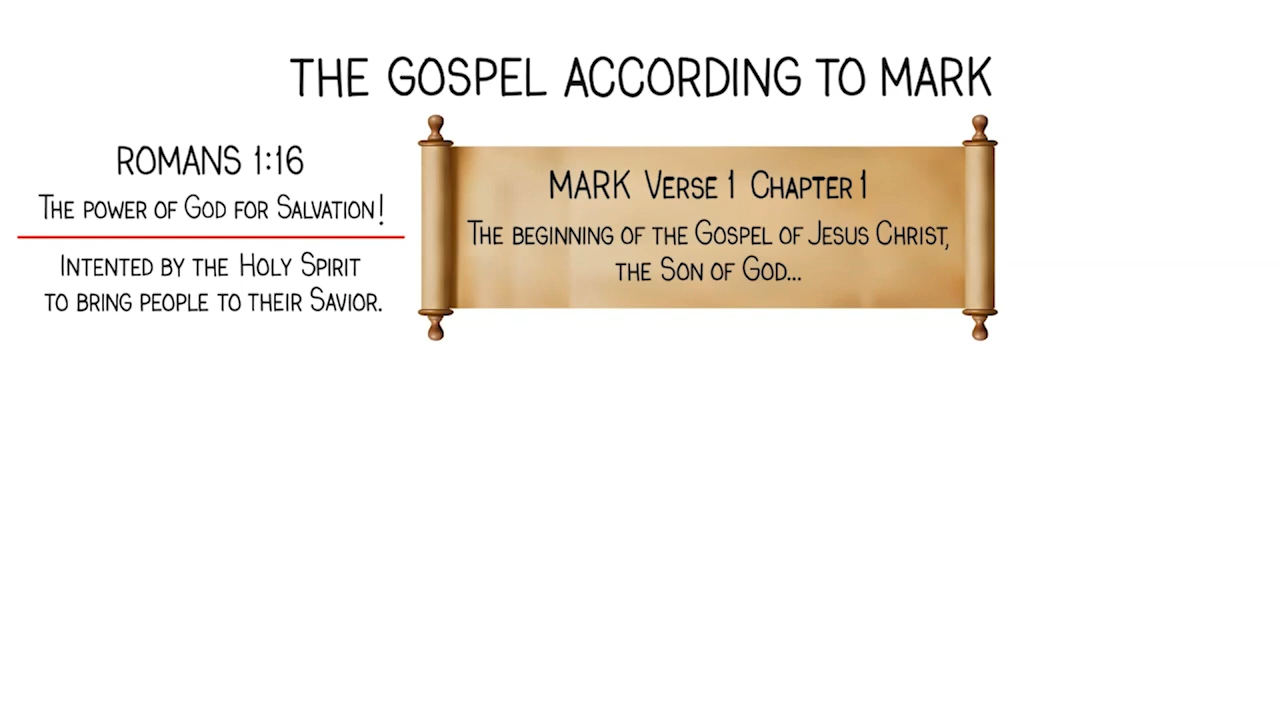 THE GOSPEL ACCORDING TO MARK
ROMANS 1:16
THE POWER OF GOD FOR SALVATION!
INTENTED BY THE HOLY SPIRIT
TO BRING PEOPLE TO THEIR SAVIOR.
MARK VERSE 1 CHAPTER 1
THE BEGINNING OF THE GOSPEL OF JESUS CHRIST,
THE SON OF GOD...